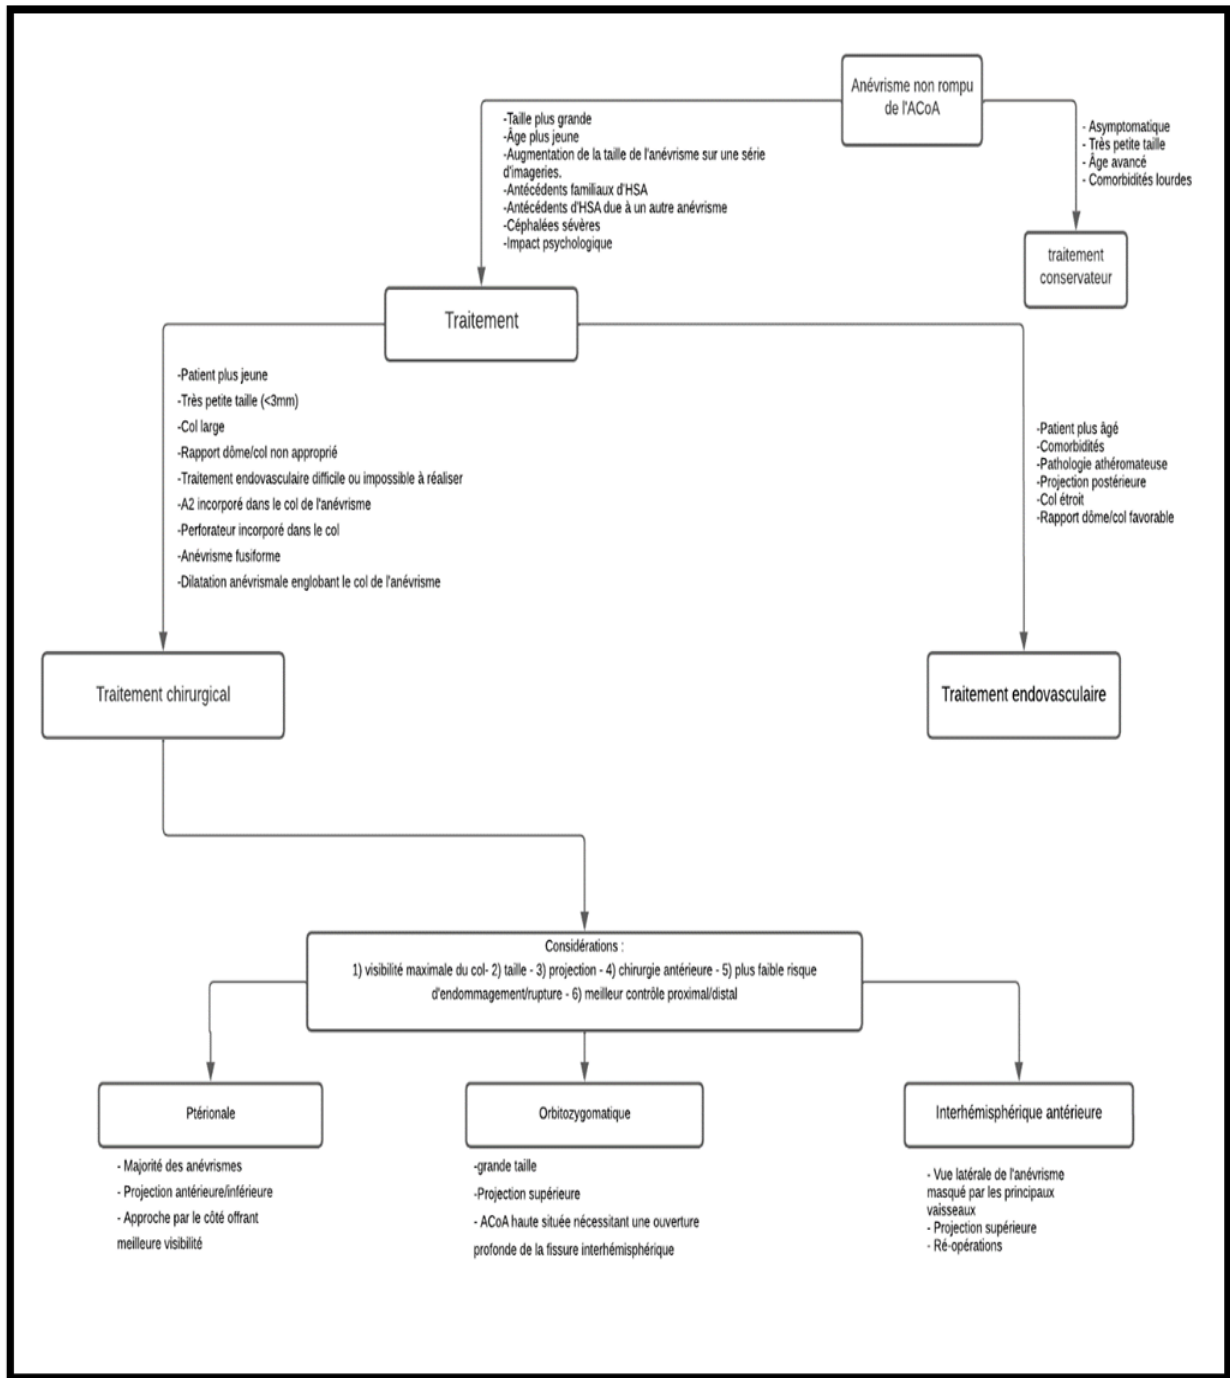 Anévrisme non rompu
de l'ACoA
-Taille plus grande
-Âge plus jeune
-Augmentation de la taille de l'anévrisme sur une série
d'imageries.
-Antécédents familiaux d'HSA
-Antécédents d'HSA due à un autre anévrisme
-Céphalées sévères
-Impact psychologique
- Asymptomatique
- Très petite taille
- Âge avancé
- Comorbidités lourdes
traitement
conservateur
Traitement
-Patient plus jeune
-Très petite taille (<3mm)
-Col large
-Rapport dôme/col non approprié
-Traitement endovasculaire difficile ou impossible à réaliser
-A2 incorporé dans le col de l'anévrisme
-Perforateur incorporé dans le col
-Anévrisme fusiforme
-Dilatation anévrismale englobant le col de l'anévrisme
-Patient plus âgé
-Comorbidités
-Pathologie athéromateuse
-Projection postérieure
-Col étroit
-Rapport dôme/col favorable
Traitement chirurgical
Traitement endovasculaire
Considérations :
1) visibilité maximale du col- 2) taille - 3) projection - 4) chirurgie antérieure - 5) plus faible risque
d'endommagement/rupture - 6) meilleur contrôle proximal/distal
Ptérionale
- Majorité des anévrismes
- Projection antérieure/inférieure
- Approche par le côté offrant
meilleure visibilité
Orbitozygomatique
-grande taille
-Projection supérieure
- ACoA haute située nécessitant une ouverture
profonde de la fissure interhémisphérique
Interhémisphérique antérieure
- Vue latérale de l'anévrisme
masqué par les principaux
vaisseaux
- Projection supérieure
- Ré-opérations